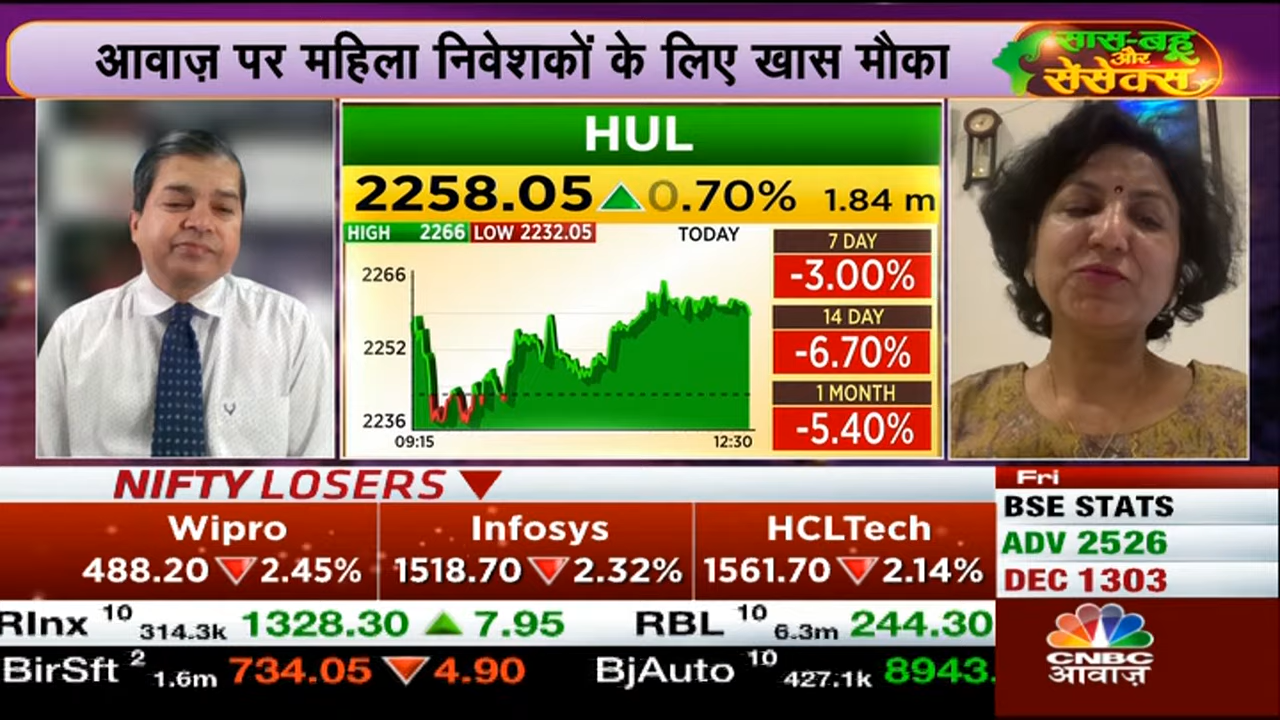 आवाज़ पर महिला निवेशकों के लिए खास मौका
सास-बहू
और
सेंसेक्स
HUL
2258.05 0.70% 1.84 m
HIGH 2266 LOW 2232.05
TODAY
2266
2252
2236
09:15 12:30
7 DAY
-3.00%
14 DAY
-6.70%
1 MONTH
-5.40%
NIFTY LOSERS
Wipro
488.20 2.45%
Infosys
1518.70 2.32%
HCLTech
1561.70 2.14%
Fri
BSE STATS
ADV 2526
DEC 1303
RInx 10 314.3k 1328.30 7.95 RBL 10 6.3m 244.30
BirSft 2 1.6m 734.05 4.90 BjAuto 10 427.1k 8943.
CNBC
आवाज़